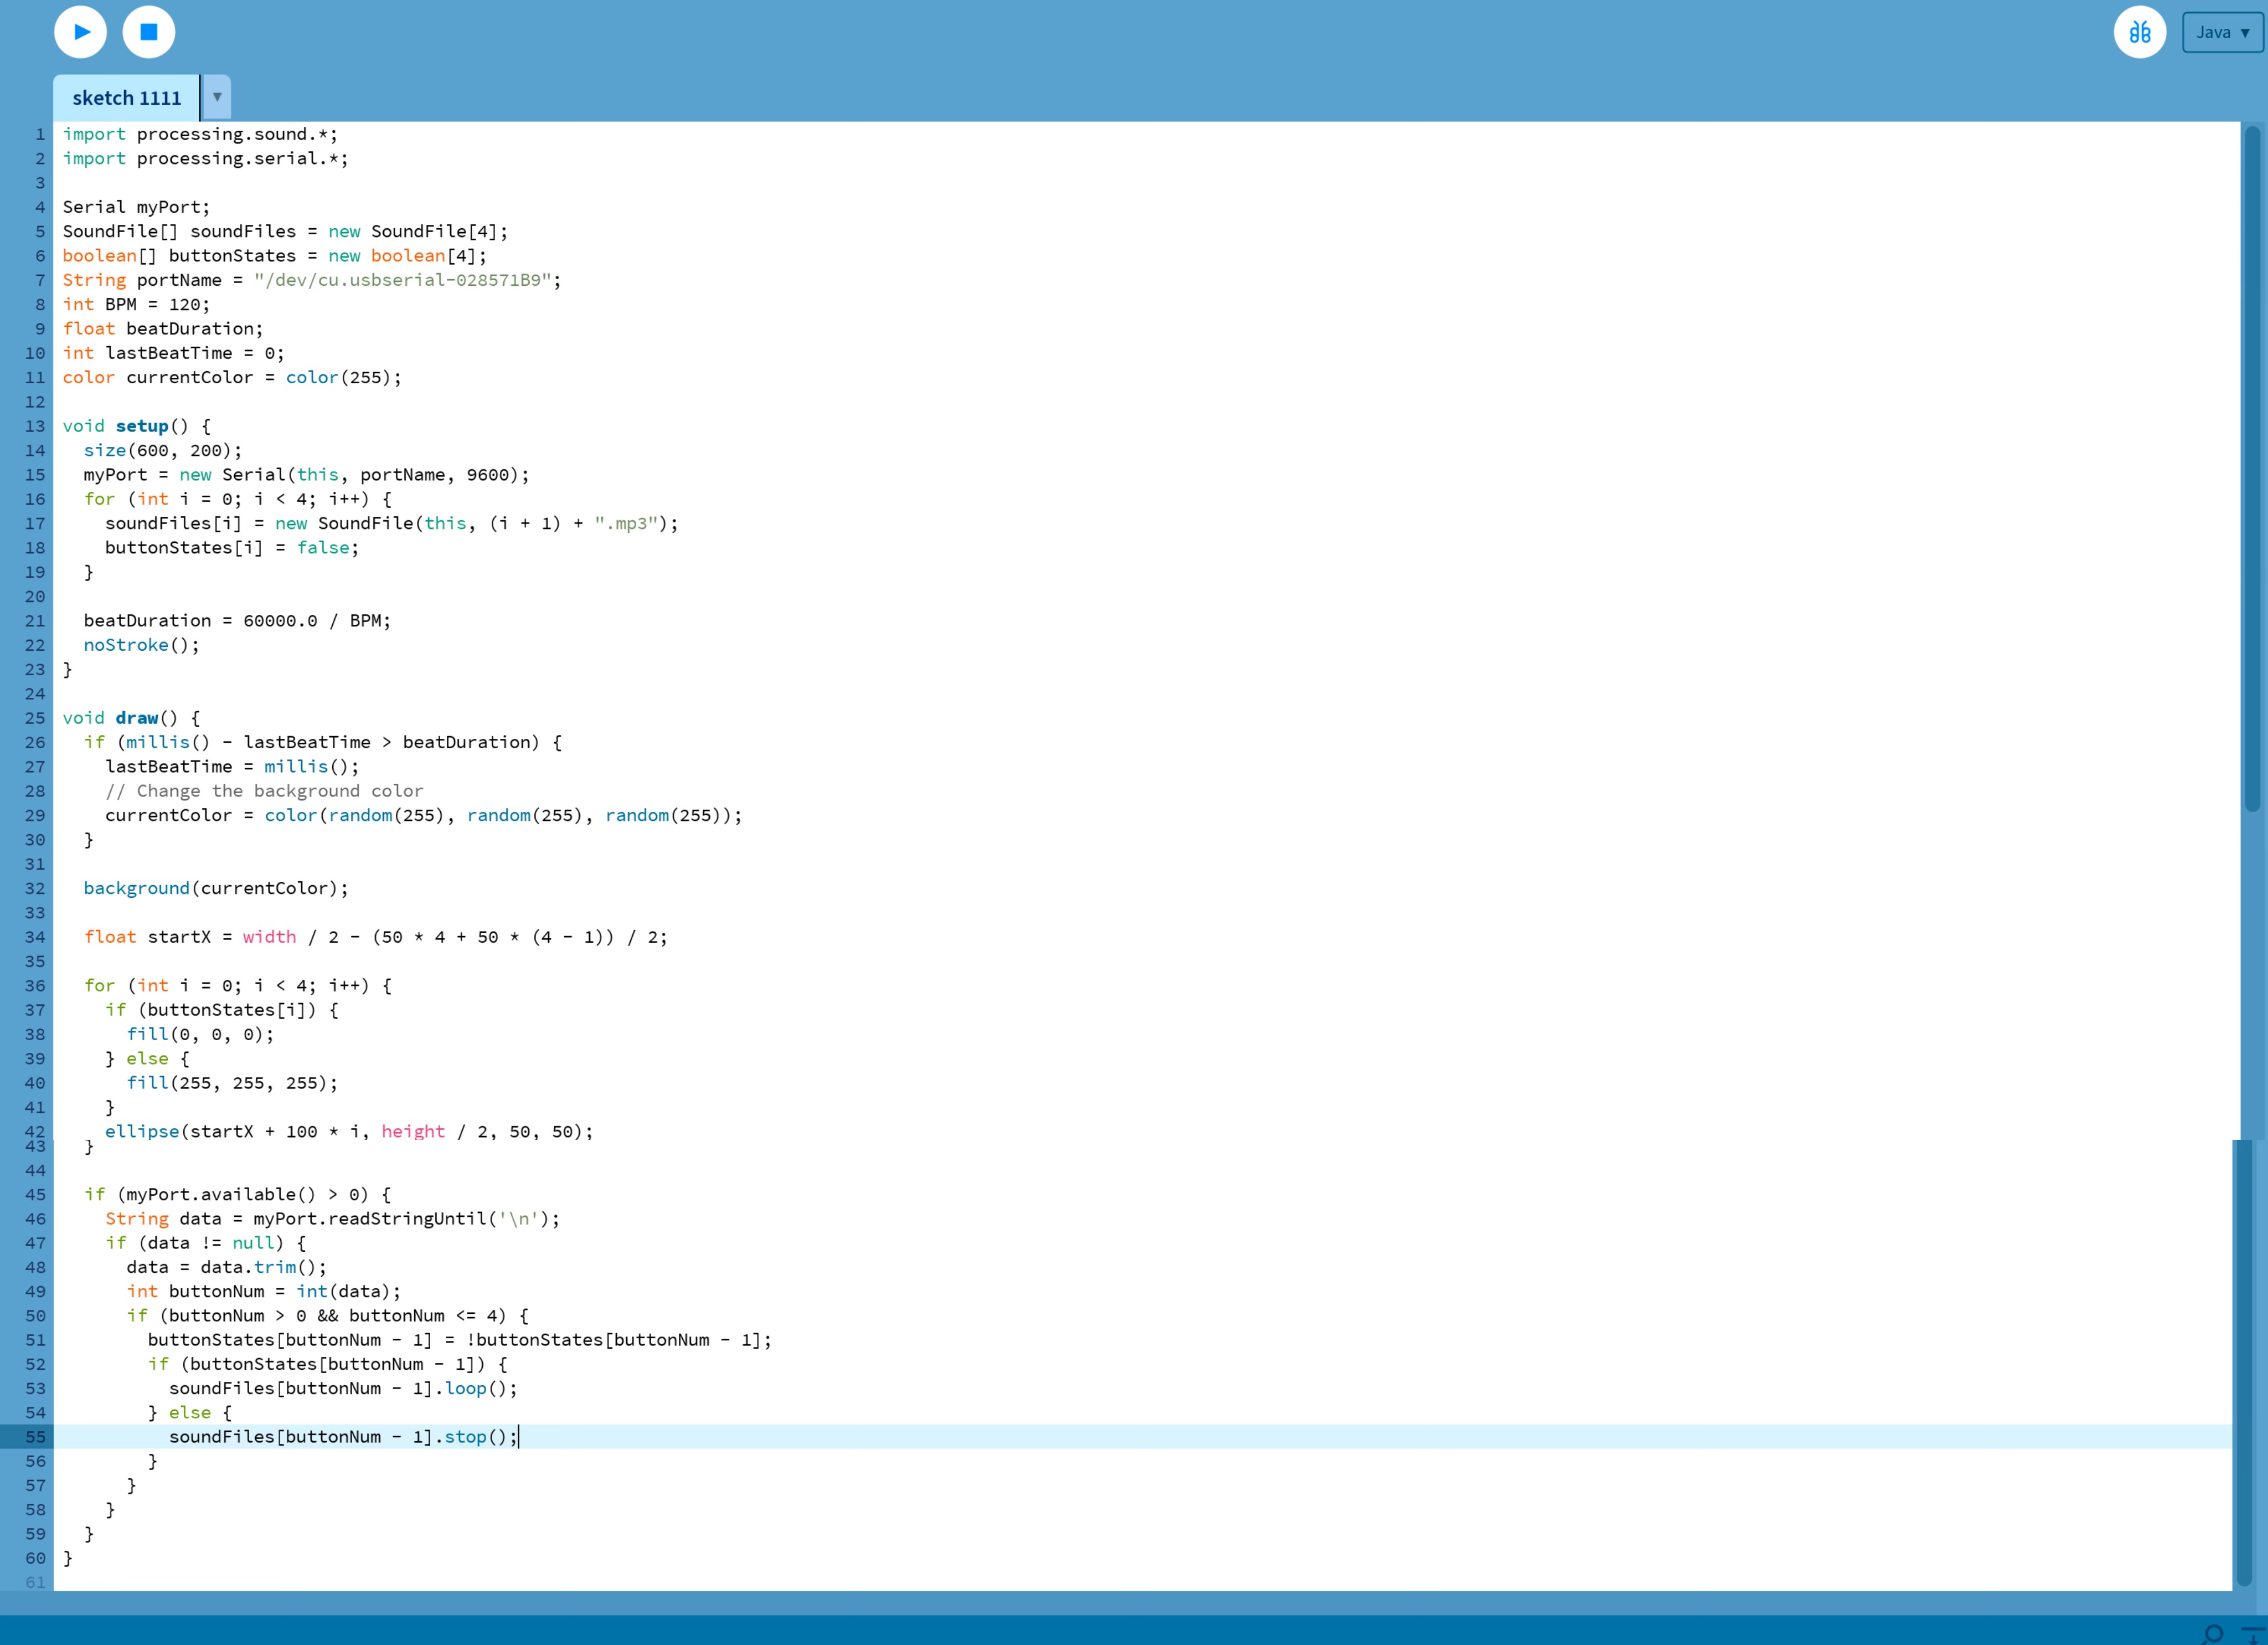 Java ▼
sketch 1111 ▼
1 import processing.sound.*;
2 import processing.serial.*;
3
4 Serial myPort;
5 SoundFile[] soundFiles = new SoundFile[4];
6 boolean[] buttonStates = new boolean[4];
7 String portName = "/dev/cu.usbserial-028571B9";
8 int BPM = 120;
9 float beatDuration;
10 int lastBeatTime = 0;
11 color currentColor = color(255);
12
13 void setup() {
14   size(600, 200);
15   myPort = new Serial(this, portName, 9600);
16   for (int i = 0; i < 4; i++) {
17     soundFiles[i] = new SoundFile(this, (i + 1) + ".mp3");
18     buttonStates[i] = false;
19   }
20
21   beatDuration = 60000.0 / BPM;
22   noStroke();
23 }
24
25 void draw() {
26   if (millis() - lastBeatTime > beatDuration) {
27     lastBeatTime = millis();
28     // Change the background color
29     currentColor = color(random(255), random(255), random(255));
30   }
31
32   background(currentColor);
33
34   float startX = width / 2 - (50 * 4 + 50 * (4 - 1)) / 2;
35
36   for (int i = 0; i < 4; i++) {
37     if (buttonStates[i]) {
38       fill(0, 0, 0);
39     } else {
40       fill(255, 255, 255);
41     }
42     ellipse(startX + 100 * i, height / 2, 50, 50);
43   }
44
45   if (myPort.available() > 0) {
46     String data = myPort.readStringUntil('\n');
47     if (data != null) {
48       data = data.trim();
49       int buttonNum = int(data);
50       if (buttonNum > 0 && buttonNum <= 4) {
51         buttonStates[buttonNum - 1] = !buttonStates[buttonNum - 1];
52         if (buttonStates[buttonNum - 1]) {
53           soundFiles[buttonNum - 1].loop();
54         } else {
55           soundFiles[buttonNum - 1].stop();
56         }
57       }
58     }
59   }
60 }
61